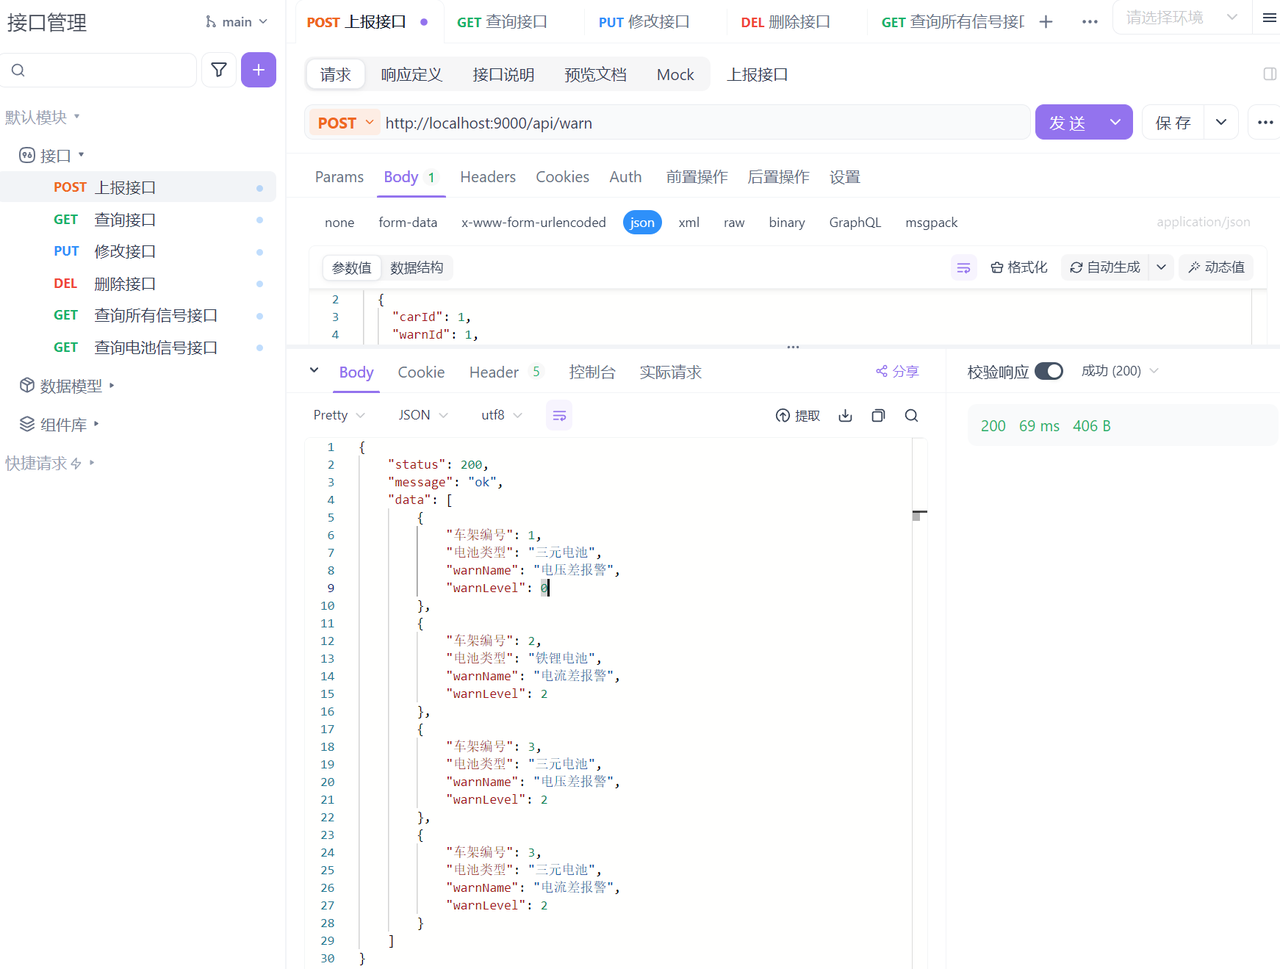 接口管理
main
默认模块
接口
POST 上报接口
GET 查询接口
PUT 修改接口
DEL 删除接口
GET 查询所有信号接口
GET 查询电池信号接口
数据模型
组件库
快捷请求
POST 上报接口
GET 查询接口
PUT 修改接口
DEL 删除接口
GET 查询所有信号接口
请选择环境
请求 响应定义 接口说明 预览文档 Mock 上报接口
POST http://localhost:9000/api/warn
发 送
保 存
Params Body 1 Headers Cookies Auth 前置操作 后置操作 设置
none form-data x-www-form-urlencoded json xml raw binary GraphQL msgpack application/json
参数值 数据结构 格式化 自动生成 动态值
2 {
3 "carId": 1,
4 "warnId": 1,
Body Cookie Header 5 控制台 实际请求 分享
校验响应 成功 (200)
Pretty JSON utf8 提取
200 69 ms 406 B
1 {
2 "status": 200,
3 "message": "ok",
4 "data": [
5 {
6 "车架编号": 1,
7 "电池类型": "三元电池",
8 "warnName": "电压差报警",
9 "warnLevel": 0
10 },
11 {
12 "车架编号": 2,
13 "电池类型": "铁锂电池",
14 "warnName": "电流差报警",
15 "warnLevel": 2
16 },
17 {
18 "车架编号": 3,
19 "电池类型": "三元电池",
20 "warnName": "电压差报警",
21 "warnLevel": 2
22 },
23 {
24 "车架编号": 3,
25 "电池类型": "三元电池",
26 "warnName": "电流差报警",
27 "warnLevel": 2
28 }
29 ]
30 }